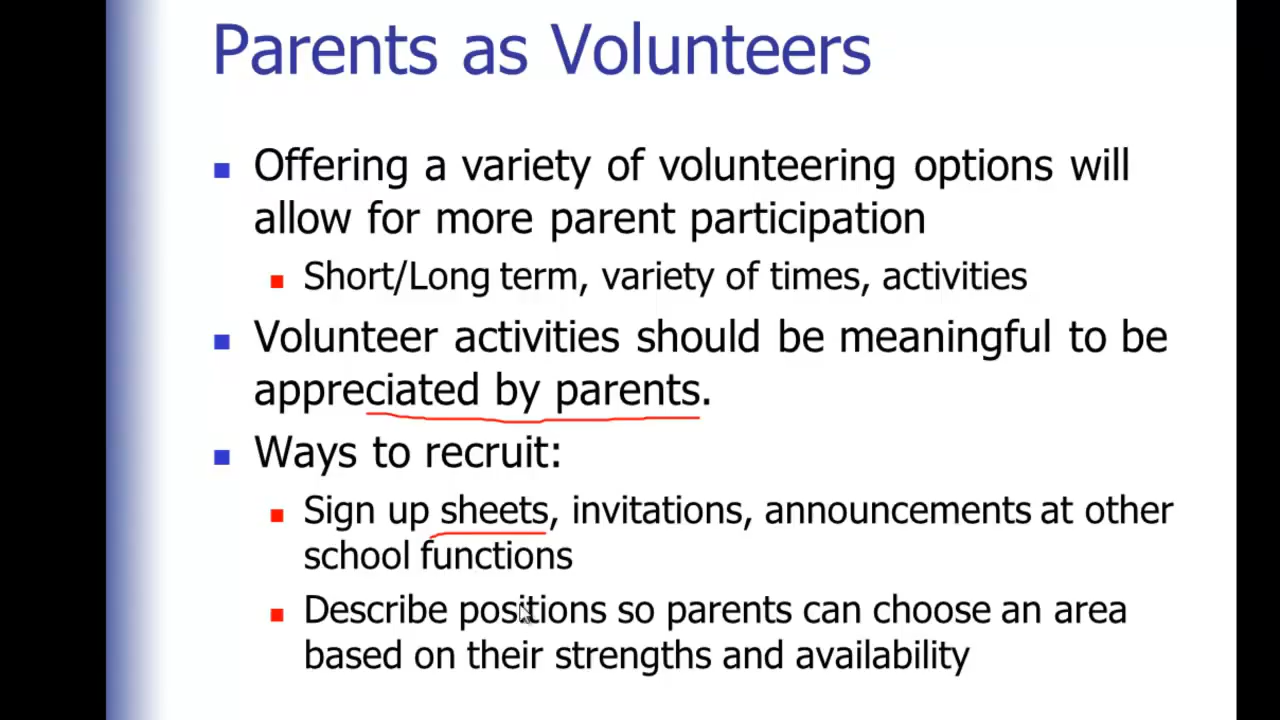 Parents as Volunteers
Offering a variety of volunteering options will
allow for more parent participation
Short/Long term, variety of times, activities
Volunteer activities should be meaningful to be
appreciated by parents.
Ways to recruit:
Sign up sheets, invitations, announcements at other
school functions
Describe positions so parents can choose an area
based on their strengths and availability